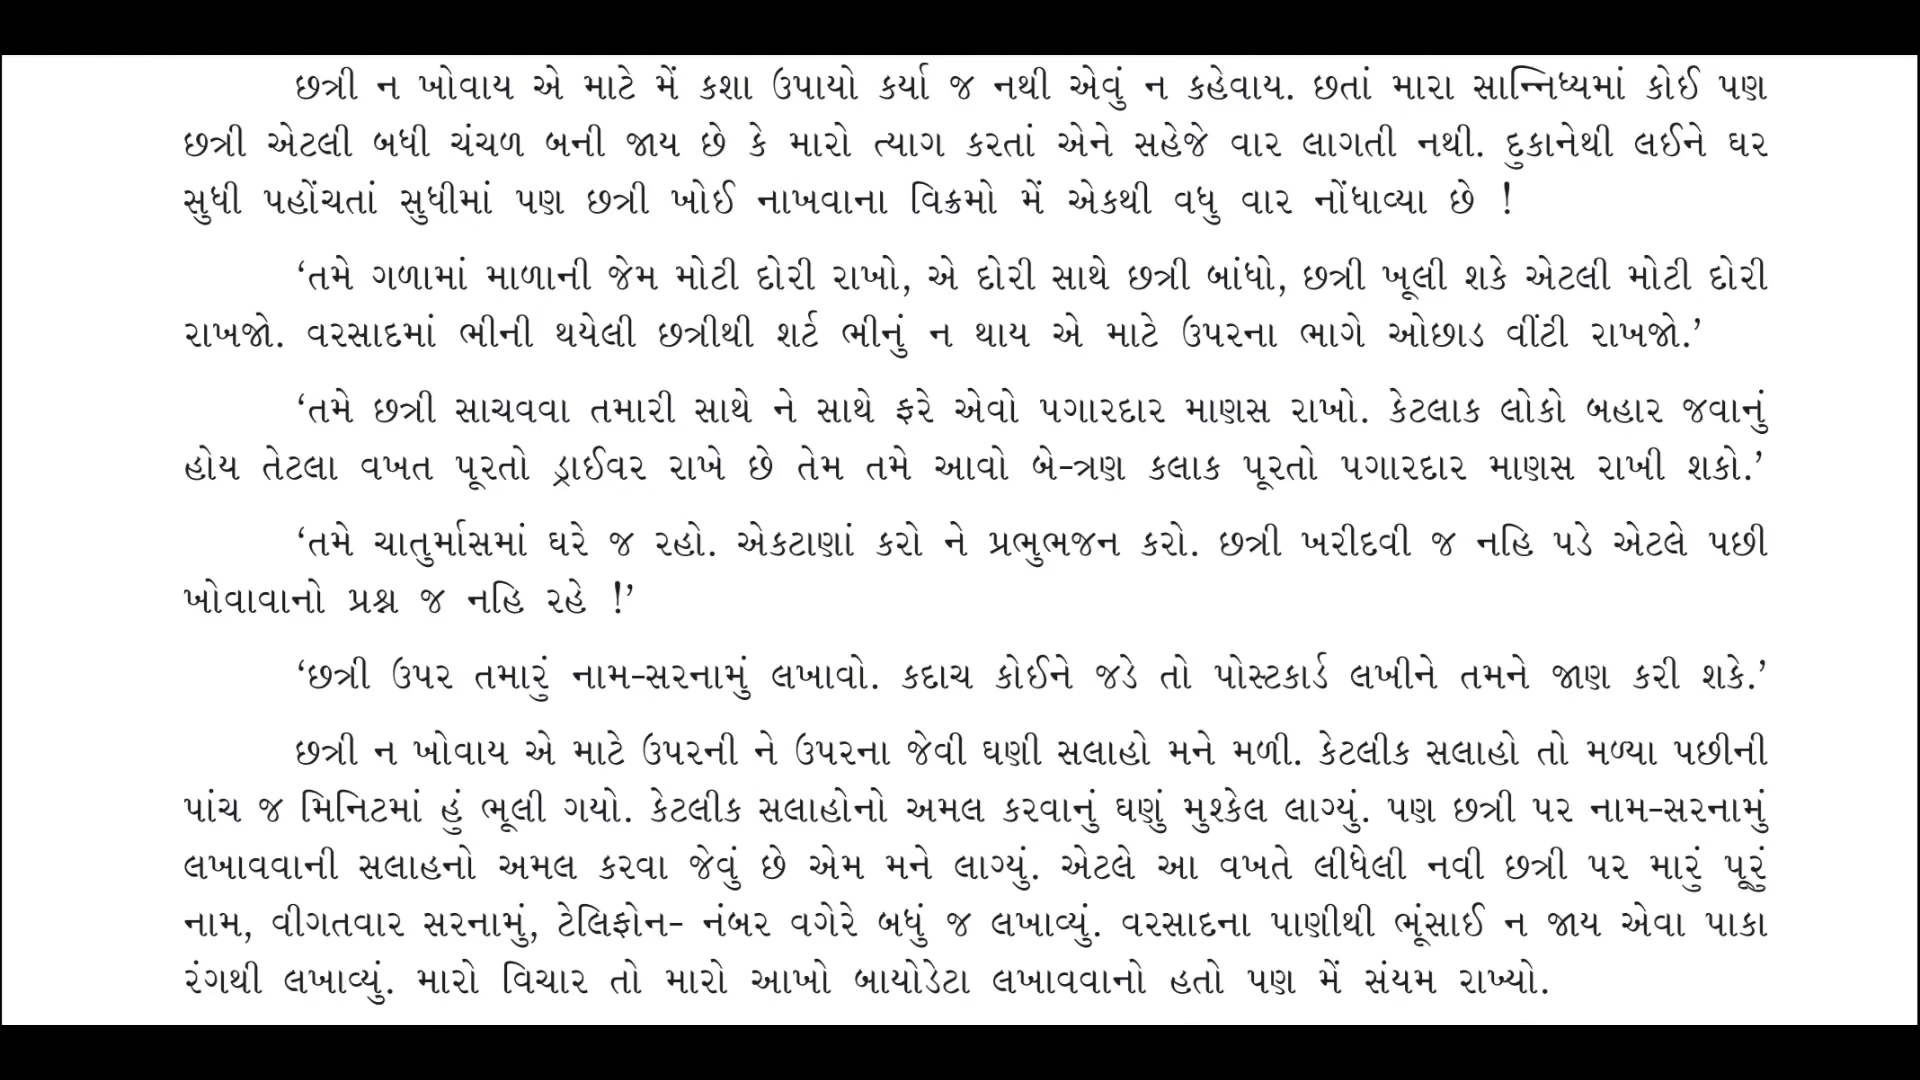 છત્રી ન ખોવાય એ માટે મેં કશા ઉપાયો કર્યા જ નથી એવું ન કહેવાય. છતાં મારા સાન્નિધ્યમાં કોઈ પણ
છત્રી એટલી બધી ચંચળ બની જાય છે કે મારો ત્યાગ કરતાં એને સહેજે વાર લાગતી નથી. દુકાનેથી લઈને ઘર
સુધી પહોંચતાં સુધીમાં પણ છત્રી ખોઈ નાખવાના વિક્રમો મેં એકથી વધુ વાર નોંધાવ્યા છે !
‘તમે ગળામાં માળાની જેમ મોટી દોરી રાખો, એ દોરી સાથે છત્રી બાંધો, છત્રી ખૂલી શકે એટલી મોટી દોરી
રાખજો. વરસાદમાં ભીની થયેલી છત્રીથી શર્ટ ભીનું ન થાય એ માટે ઉપરના ભાગે ઓછાડ વીંટી રાખજો.’
‘તમે છત્રી સાચવવા તમારી સાથે ને સાથે ફરે એવો પગારદાર માણસ રાખો. કેટલાક લોકો બહાર જવાનું
હોય તેટલા વખત પૂરતો ડ્રાઈવર રાખે છે તેમ તમે આવો બે-ત્રણ કલાક પૂરતો પગારદાર માણસ રાખી શકો.’
‘તમે ચાતુર્માસમાં ઘરે જ રહો. એકટાણાં કરો ને પ્રભુભજન કરો. છત્રી ખરીદવી જ નહિ પડે એટલે પછી
ખોવાવાનો પ્રશ્ન જ નહિ રહે !’
‘છત્રી ઉપર તમારું નામ-સરનામું લખાવો. કદાચ કોઈને જડે તો પોસ્ટકાર્ડ લખીને તમને જાણ કરી શકે.’
છત્રી ન ખોવાય એ માટે ઉપરની ને ઉપરના જેવી ઘણી સલાહો મને મળી. કેટલીક સલાહો તો મળ્યા પછીની
પાંચ જ મિનિટમાં હું ભૂલી ગયો. કેટલીક સલાહોનો અમલ કરવાનું ઘણું મુશ્કેલ લાગ્યું. પણ છત્રી પર નામ-સરનામું
લખાવવાની સલાહનો અમલ કરવા જેવું છે એમ મને લાગ્યું. એટલે આ વખતે લીધેલી નવી છત્રી પર મારું પૂરું
નામ, વીગતવાર સરનામું, ટેલિફોન- નંબર વગેરે બધું જ લખાવ્યું. વરસાદના પાણીથી ભૂંસાઈ ન જાય એવા પાકા
રંગથી લખાવ્યું. મારો વિચાર તો મારો આખો બાયોડેટા લખાવવાનો હતો પણ મેં સંયમ રાખ્યો.